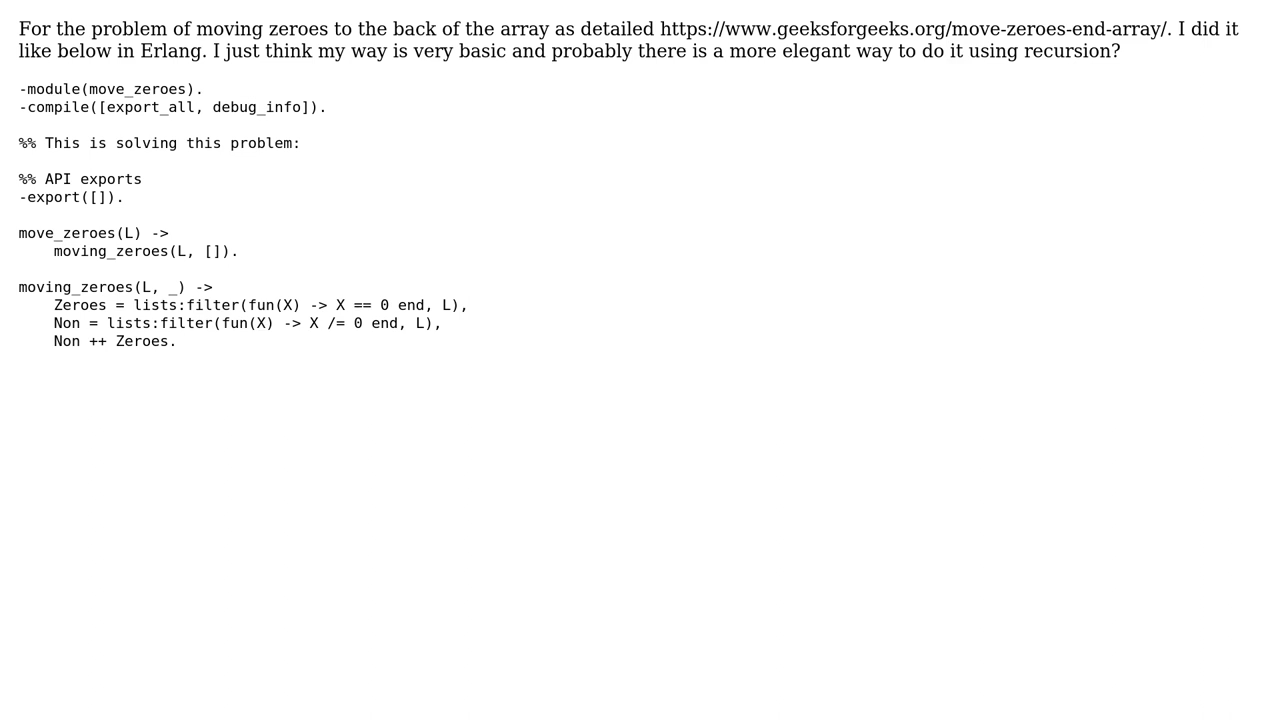 For the problem of moving zeroes to the back of the array as detailed https://www.geeksforgeeks.org/move-zeroes-end-array/. I did it
like below in Erlang. I just think my way is very basic and probably there is a more elegant way to do it using recursion?
-module(move_zeroes).
-compile([export_all, debug_info]).
%% This is solving this problem:
%% API exports
-export([]).
move_zeroes(L) ->
    moving_zeroes(L, []).
moving_zeroes(L, _) ->
    Zeroes = lists:filter(fun(X) -> X == 0 end, L),
    Non = lists:filter(fun(X) -> X /= 0 end, L),
    Non ++ Zeroes.